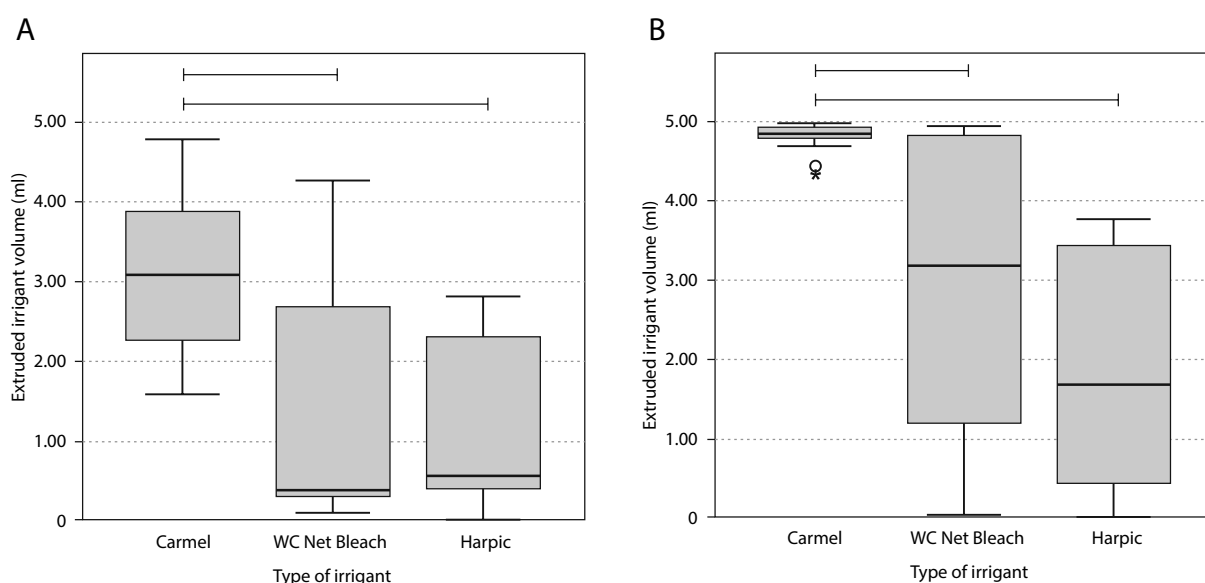 A
Extruded irrigant volume (ml)
5.00
4.00
3.00
2.00
1.00
0
Carmel
WC Net Bleach
Harpic
Type of irrigant
B
Extruded irrigant volume (ml)
5.00
4.00
3.00
2.00
1.00
0
Carmel
WC Net Bleach
Harpic
Type of irrigant